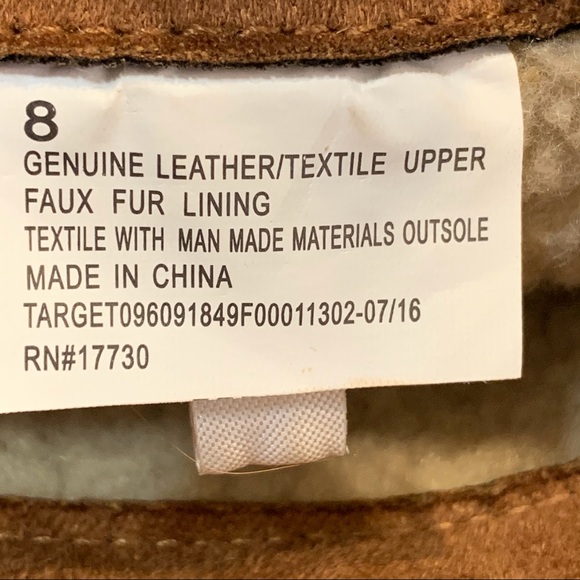 8
GENUINE LEATHER/TEXTILE UPPER
FAUX FUR LINING
TEXTILE WITH MAN MADE MATERIALS OUTSOLE
MADE IN CHINA
TARGET096091849F00011302-07/16
RN#17730